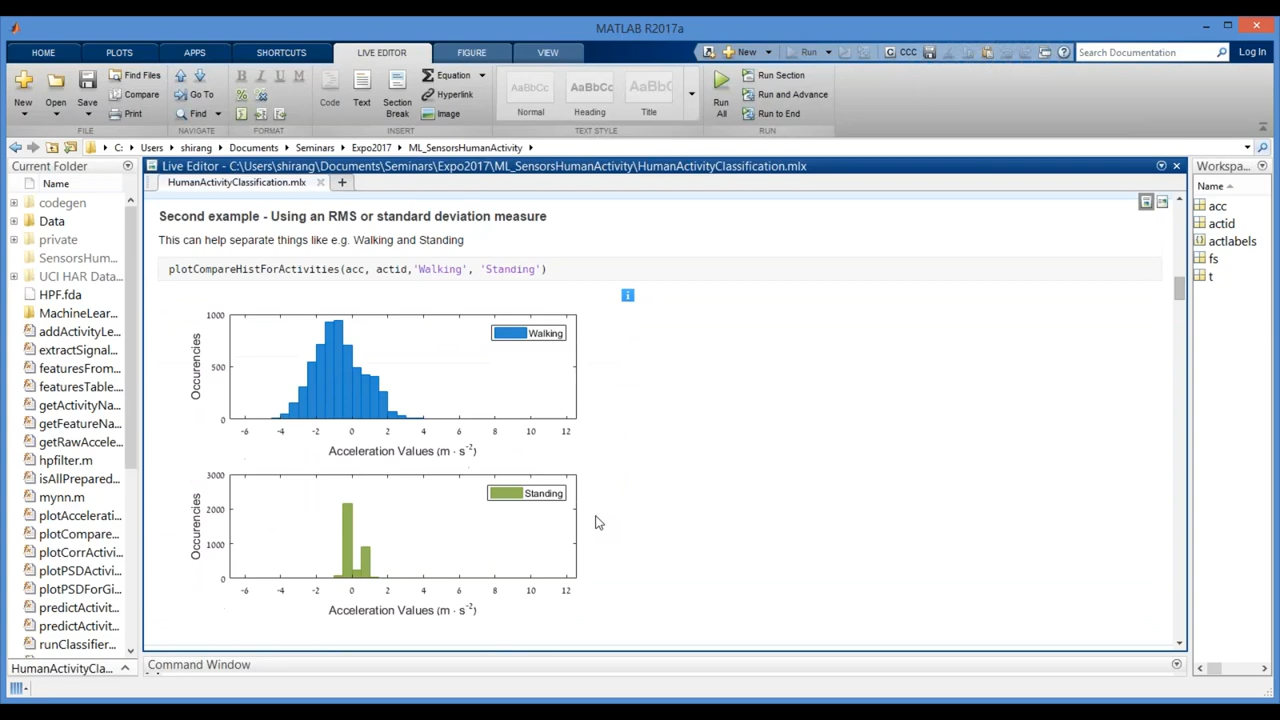 MATLAB R2017a
HOME PLOTS APPS SHORTCUTS LIVE EDITOR FIGURE VIEW
New Run CCC Search Documentation Log In
New Open Save Find Files Compare Print
Go To Find
B I U M
Code Text Section Break Equation Hyperlink Image
AaBbCc Normal AaBbCc Heading AaBbC Title
Run All Run Section Run and Advance Run to End
FILE NAVIGATE FORMAT INSERT TEXT STYLE RUN
C: Users shirang Documents Seminars Expo2017 ML_SensorsHumanActivity
Current Folder
Name
codegen
Data
private
SensorsHum...
UCI HAR Data...
HPF.fda
MachineLear...
addActivityLe...
extractSignal...
featuresFrom...
featuresTable...
getActivityNa...
getFeatureNa...
getRawAccele...
hpfilter.m
isAllPrepared...
mynn.m
plotAccelerati...
plotCompare...
plotCorrActivi...
plotPSDActivi...
plotPSDForGi...
predictActivit...
predictActivit...
runClassifier...
HumanActivityCla...
Live Editor - C:\Users\shirang\Documents\Seminars\Expo2017\ML_SensorsHumanActivity\HumanActivityClassification.mlx
HumanActivityClassification.mlx
Second example - Using an RMS or standard deviation measure
This can help separate things like e.g. Walking and Standing
plotCompareHistForActivities(acc, actid,'Walking', 'Standing')
1000
500
0
Occurencies
Walking
-6 -4 -2 0 2 4 6 8 10 12
Acceleration Values (m · s⁻²)
3000
2000
1000
0
Occurencies
Standing
-6 -4 -2 0 2 4 6 8 10 12
Acceleration Values (m · s⁻²)
Command Window
Workspa...
Name
acc
actid
actlabels
fs
t